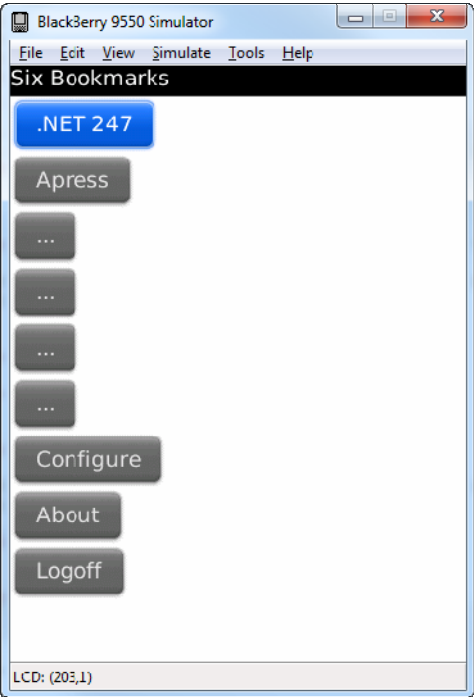 BlackBerry 9550 Simulator
File Edit View Simulate Tools Help
Six Bookmarks
.NET 247
Apress
...
...
...
...
Configure
About
Logoff
LCD: (203,1)